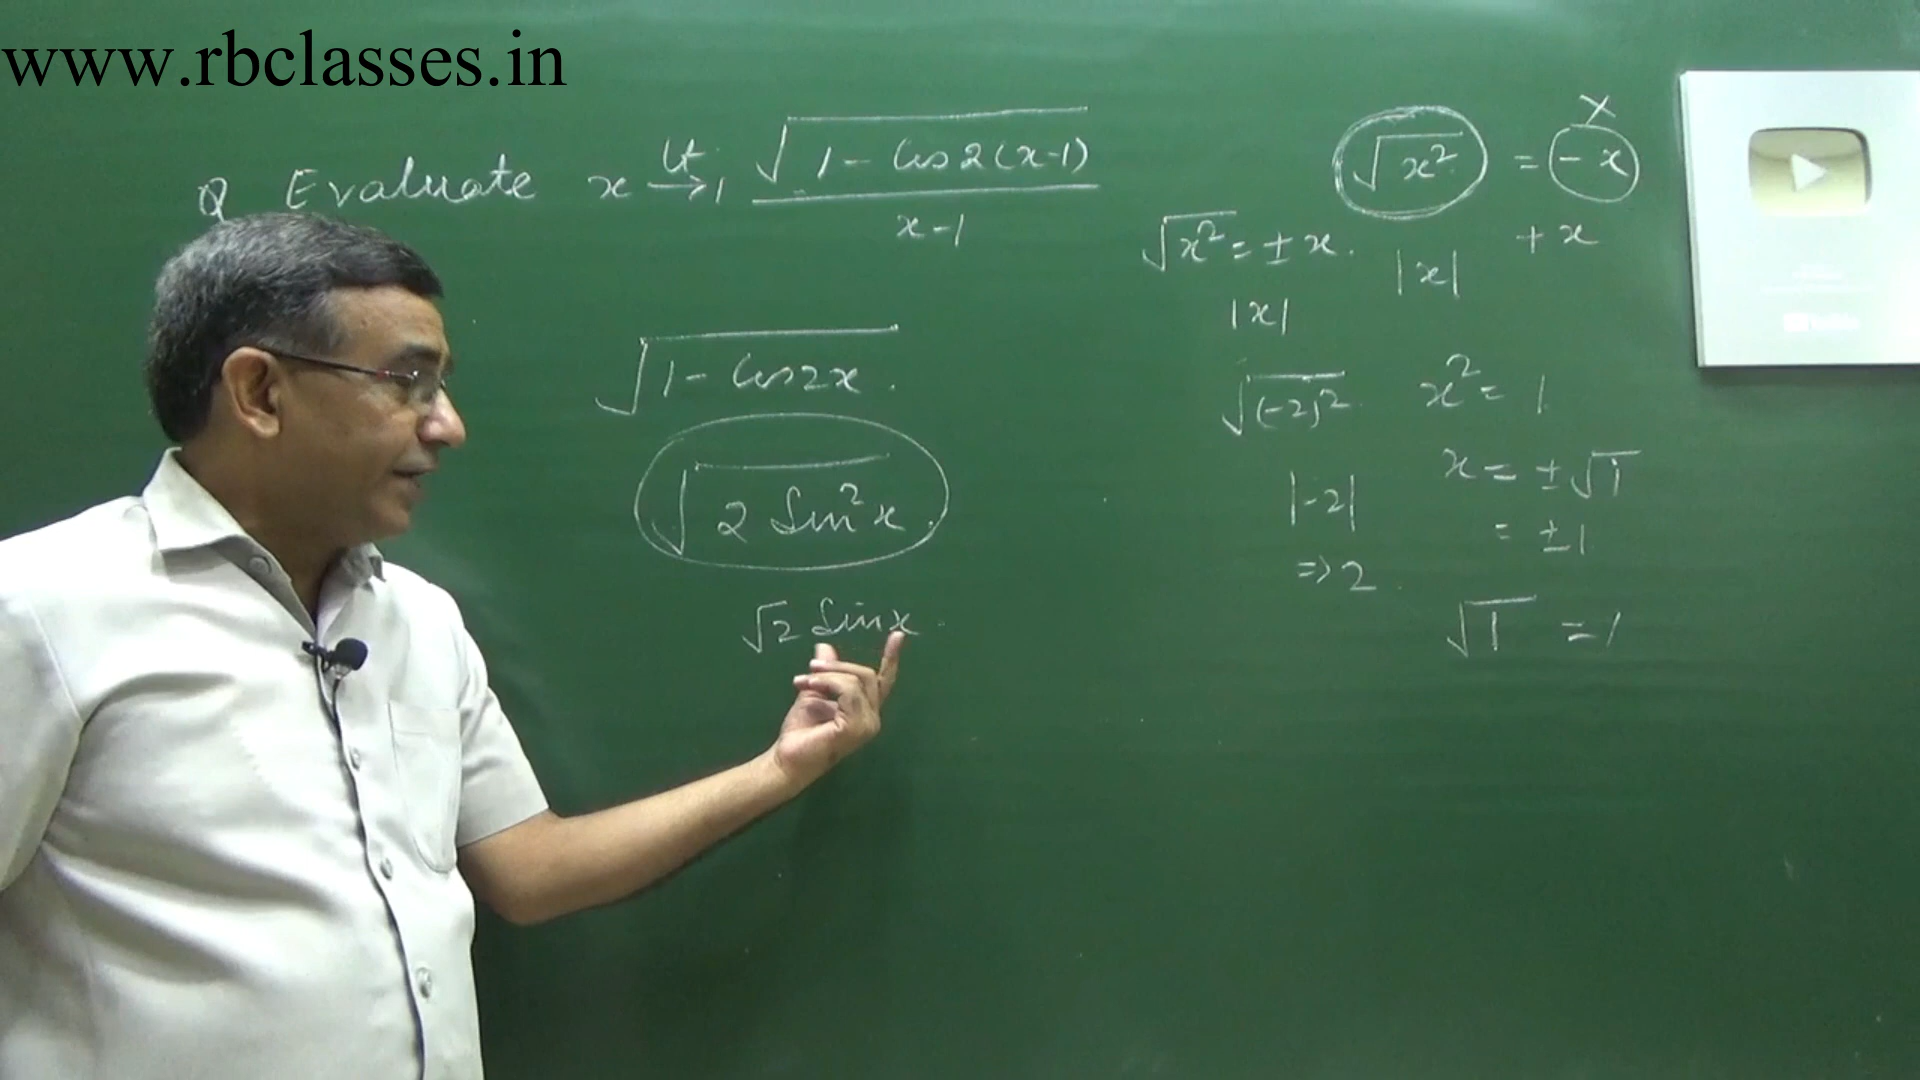 www.rbclasses.in
Q Evaluate x Lt → 1 √(1 - Cos 2(x-1)) / (x-1)
√(1 - Cos2x).
√(2 Sin²x).
√2 Sinx
√x² = - x
x
+ x
√x² = ± x.
|x|
|x|
√(-2)²
|-2|
=> 2.
x² = 1
x = ± √1
= ± 1
√1 = 1